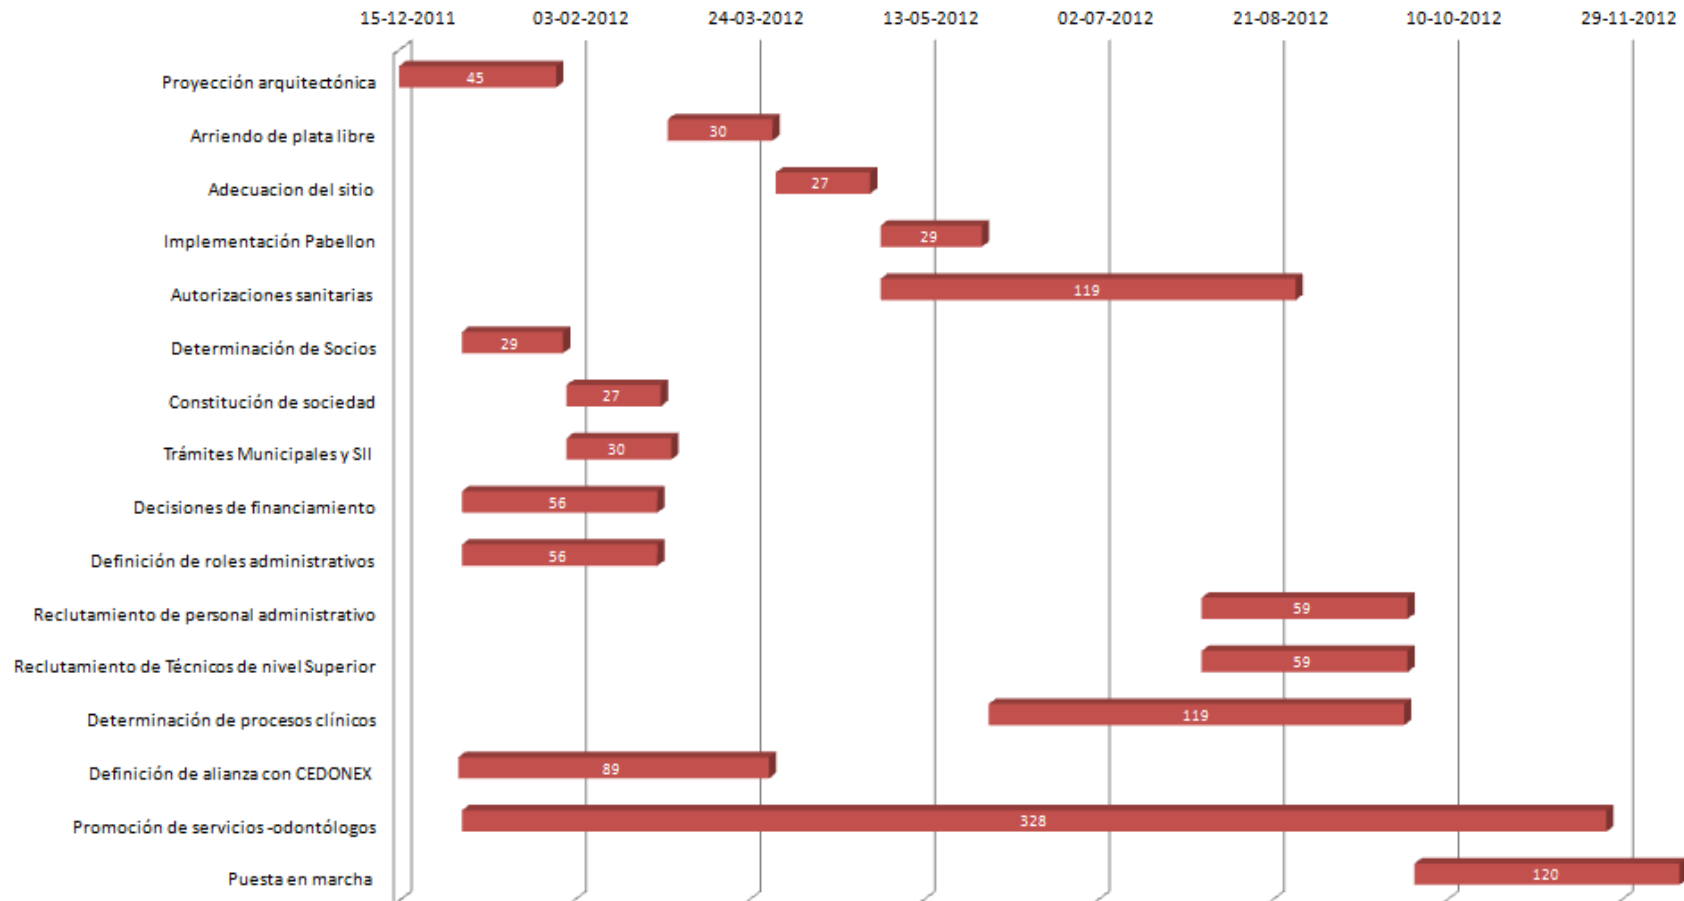 15-12-2011 03-02-2012 24-03-2012 13-05-2012 02-07-2012 21-08-2012 10-10-2012 29-11-2012
Proyección arquitectónica 45
Arriendo de plata libre 30
Adecuacion del sitio 27
Implementación Pabellon 29
Autorizaciones sanitarias 119
Determinación de Socios 29
Constitución de sociedad 27
Trámites Municipales y SII 30
Decisiones de financiamiento 56
Definición de roles administrativos 56
Reclutamiento de personal administrativo 59
Reclutamiento de Técnicos de nivel Superior 59
Determinación de procesos clínicos 119
Definición de alianza con CEDONEX 89
Promoción de servicios -odontólogos 328
Puesta en marcha 120